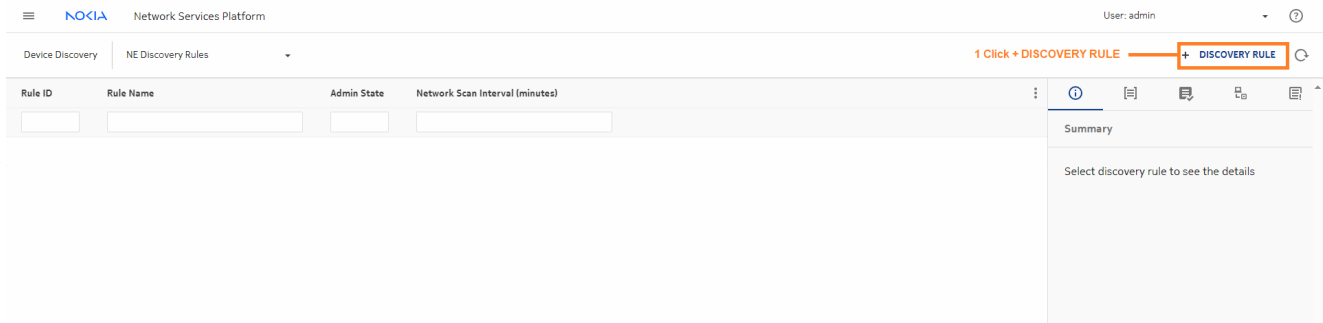 NOKIA Network Services Platform User: admin
Device Discovery NE Discovery Rules 1 Click + DISCOVERY RULE + DISCOVERY RULE
Rule ID Rule Name Admin State Network Scan Interval (minutes)
Summary
Select discovery rule to see the details